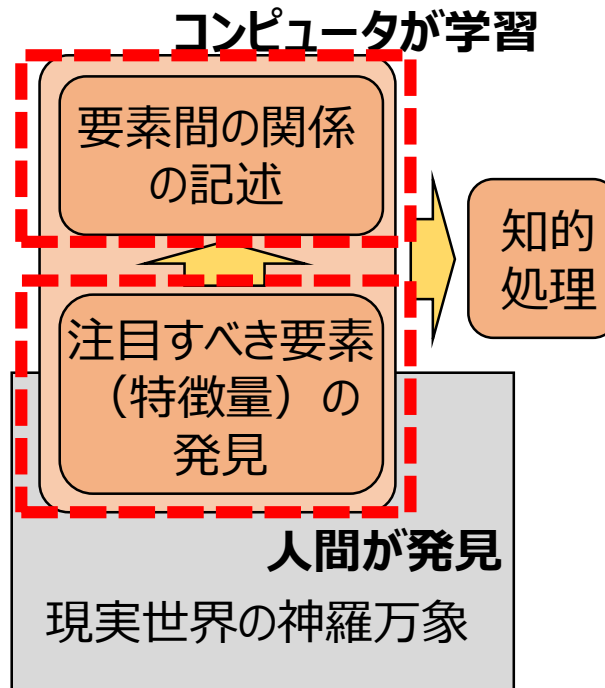 コンピュータが学習
要素間の関係
の記述
知的
処理
注目すべき要素
（特徴量）の
発見
人間が発見
現実世界の神羅万象